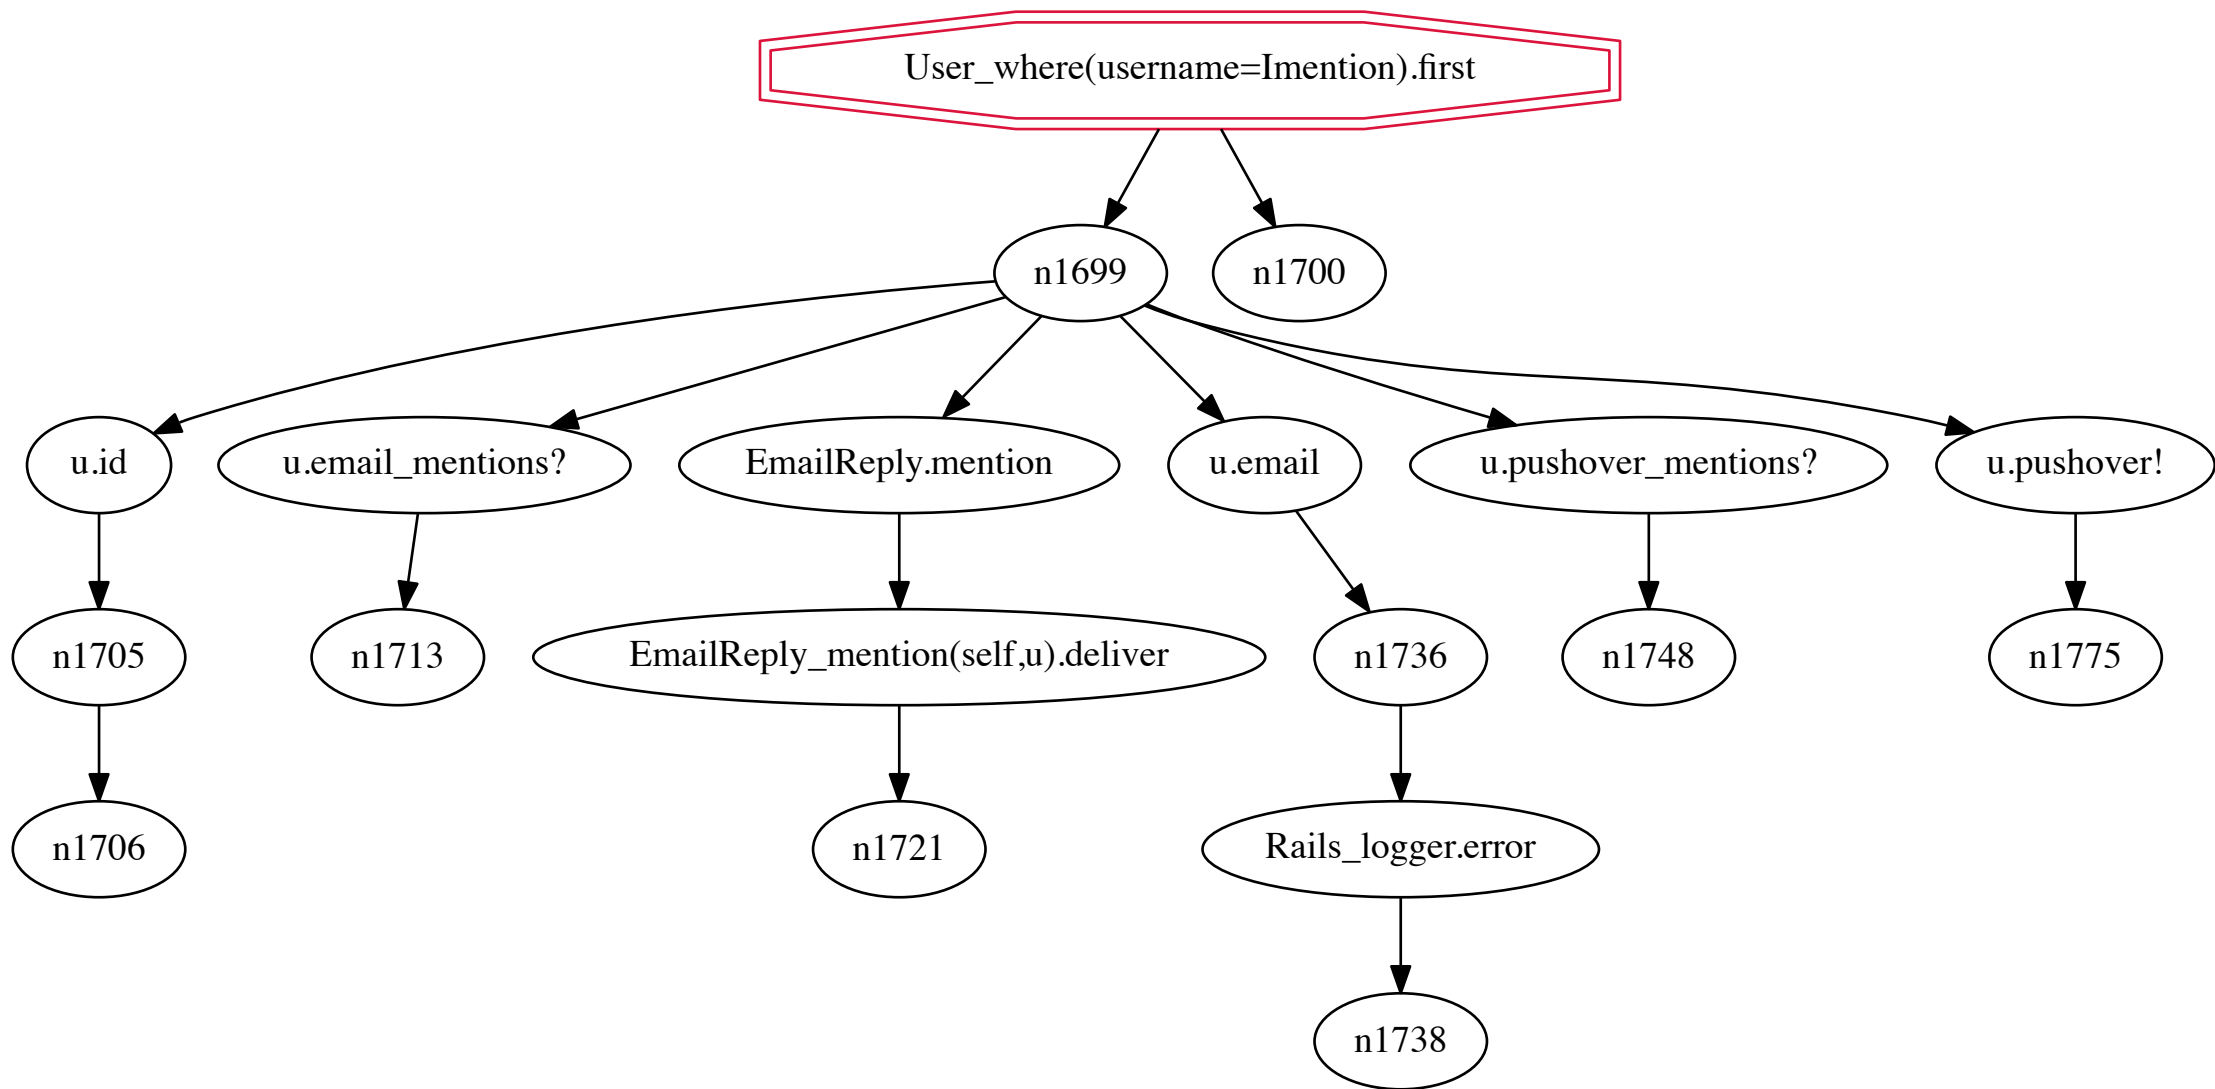 User_where(username=Imention).first
n1699
n1700
u.id
u.email_mentions?
EmailReply.mention
u.email
u.pushover_mentions?
u.pushover!
n1705
n1713
EmailReply_mention(self,u).deliver
n1736
n1748
n1775
n1706
n1721
Rails_logger.error
n1738